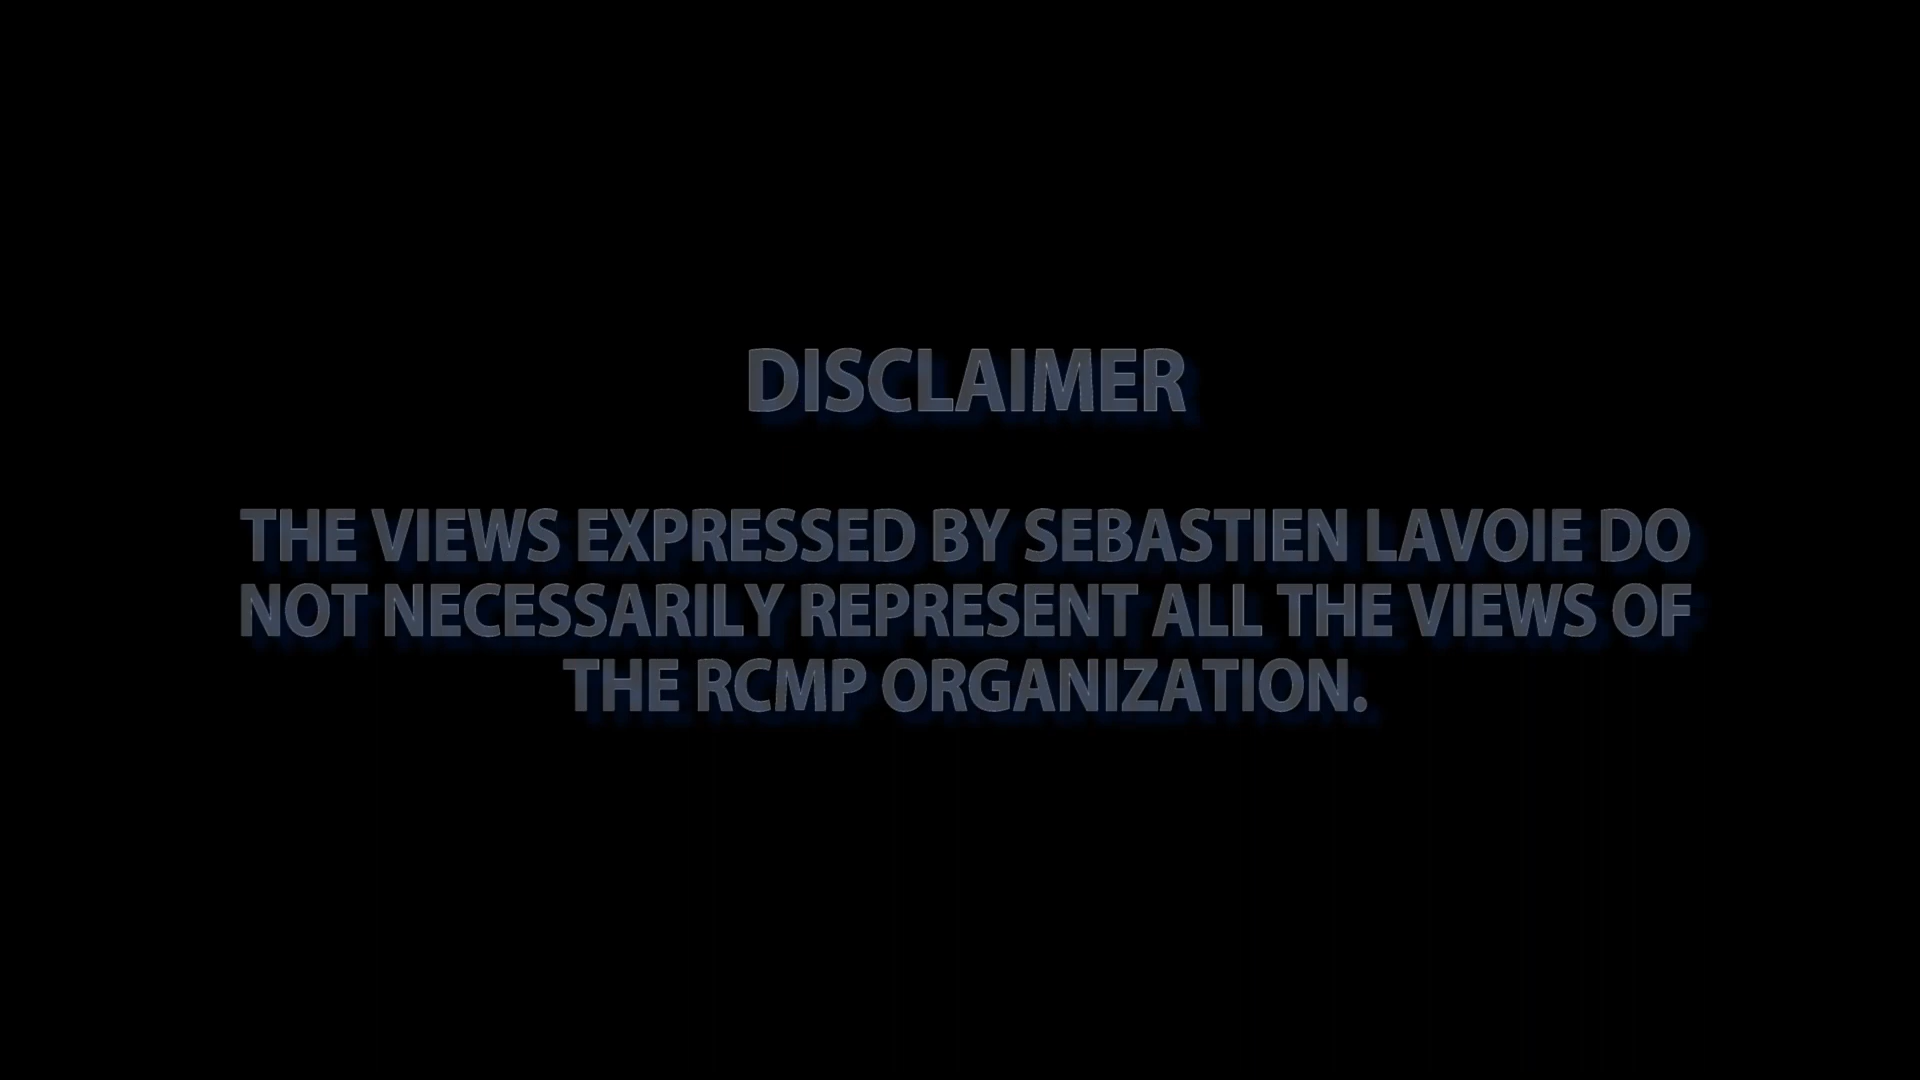 DISCLAIMER
THE VIEWS EXPRESSED BY SEBASTIEN LAVOIE DO
NOT NECESSARILY REPRESENT ALL THE VIEWS OF
THE RCMP ORGANIZATION.